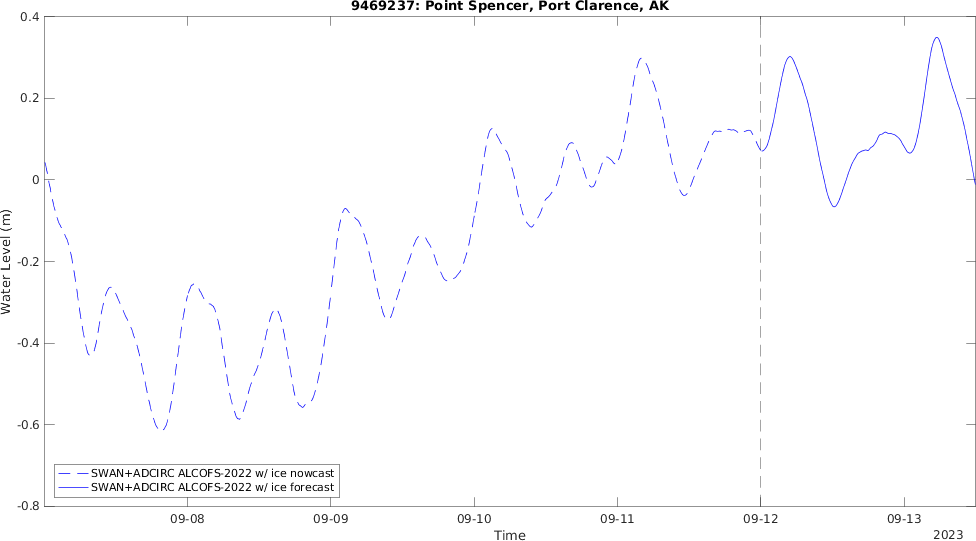 9469237: Point Spencer, Port Clarence, AK
0.4
0.2
0
-0.2
-0.4
-0.6
-0.8
Water Level (m)
SWAN+ADCIRC ALCOFS-2022 w/ ice nowcast
SWAN+ADCIRC ALCOFS-2022 w/ ice forecast
09-08 09-09 09-10 09-11 09-12 09-13
Time
2023